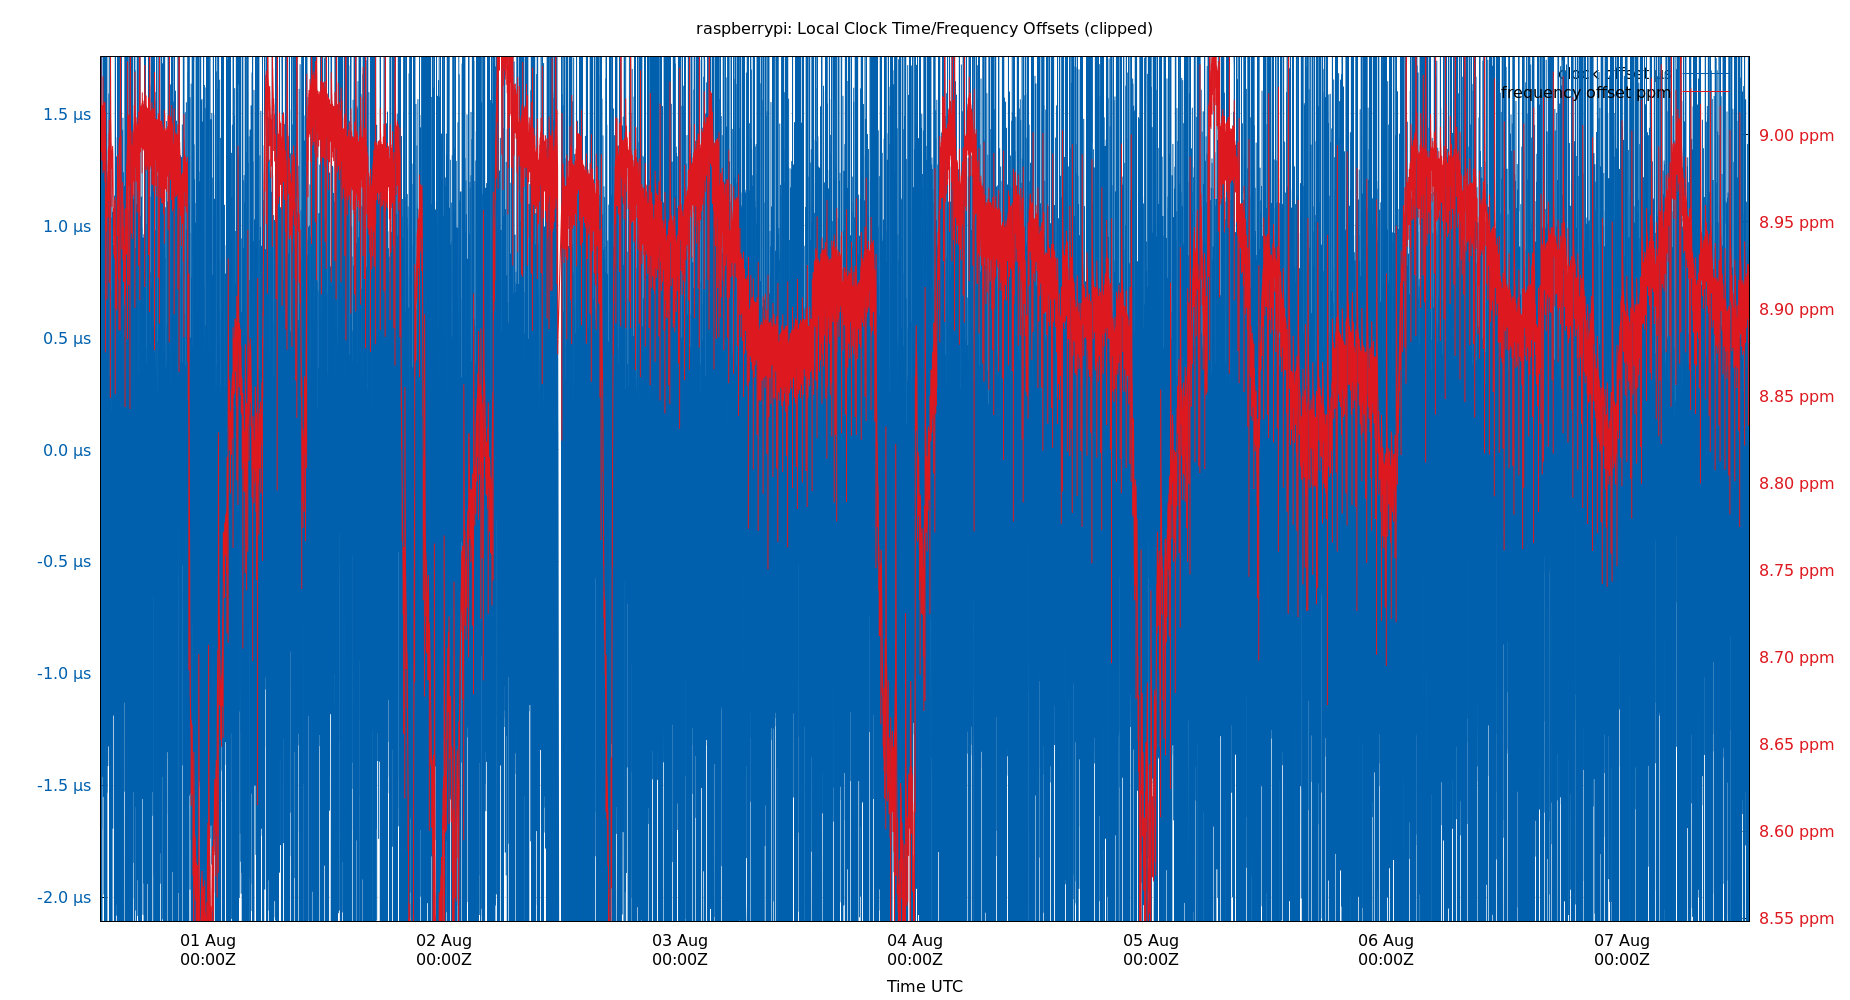 raspberrypi: Local Clock Time/Frequency Offsets (clipped)
clock offset µs
frequency offset ppm
1.5 µs
1.0 µs
0.5 µs
0.0 µs
-0.5 µs
-1.0 µs
-1.5 µs
-2.0 µs
9.00 ppm
8.95 ppm
8.90 ppm
8.85 ppm
8.80 ppm
8.75 ppm
8.70 ppm
8.65 ppm
8.60 ppm
8.55 ppm
01 Aug
00:00Z
02 Aug
00:00Z
03 Aug
00:00Z
04 Aug
00:00Z
05 Aug
00:00Z
06 Aug
00:00Z
07 Aug
00:00Z
Time UTC